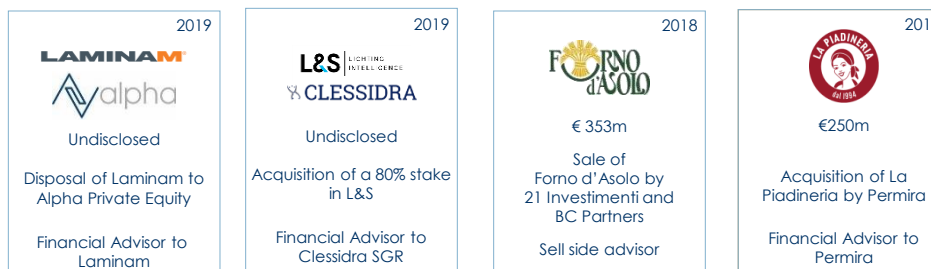 2019
LAMINAM
alpha
Undisclosed
Disposal of Laminam to
Alpha Private Equity
Financial Advisor to
Laminam
2019
L&S LIGHTING
INTELLIGENCE
CLESSIDRA
Undisclosed
Acquisition of a 80% stake
in L&S
Financial Advisor to
Clessidra SGR
2018
FORNO
d'ASOLO
€ 353m
Sale of
Forno d’Asolo by
21 Investimenti and
BC Partners
Sell side advisor
LA PIADINERIA
dal 1994
€250m
Acquisition of La
Piadineria by Permira
Financial Advisor to
Permira